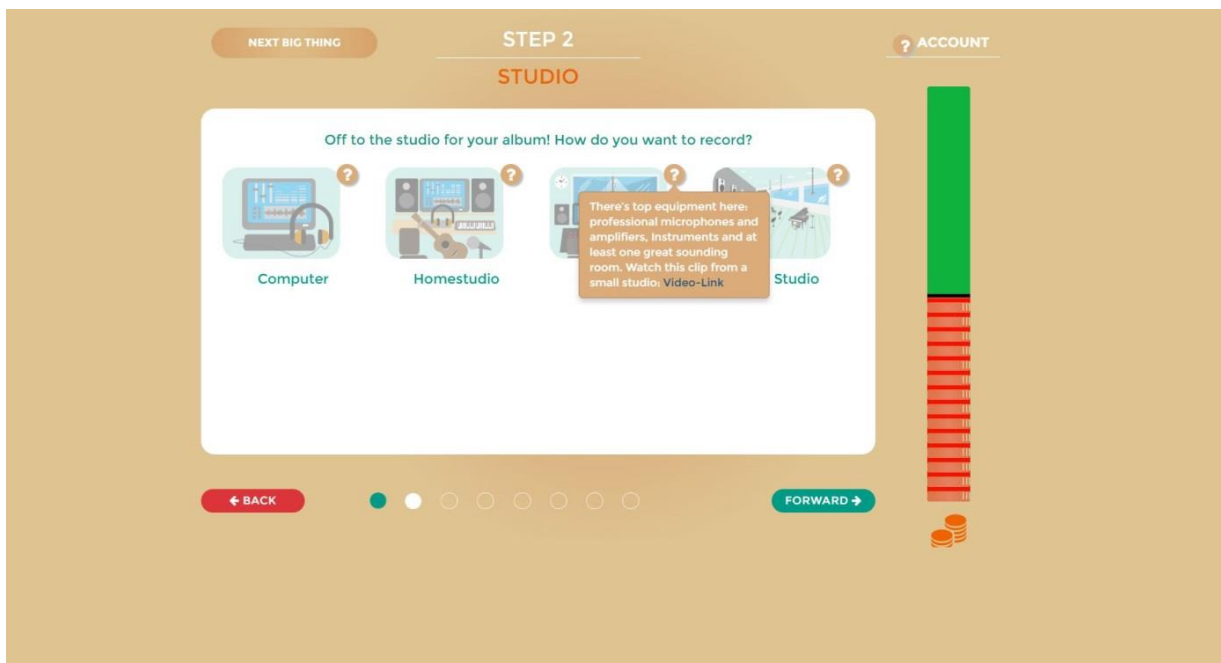 NEXT BIG THING
STEP 2
? ACCOUNT
STUDIO
Off to the studio for your album! How do you want to record?
? ? ? ?
There's top equipment here:
professional microphones and
amplifiers, Instruments and at
least one great sounding
room. Watch this clip from a
small studio: Video-Link
Computer
Homestudio
Studio
← BACK
FORWARD →